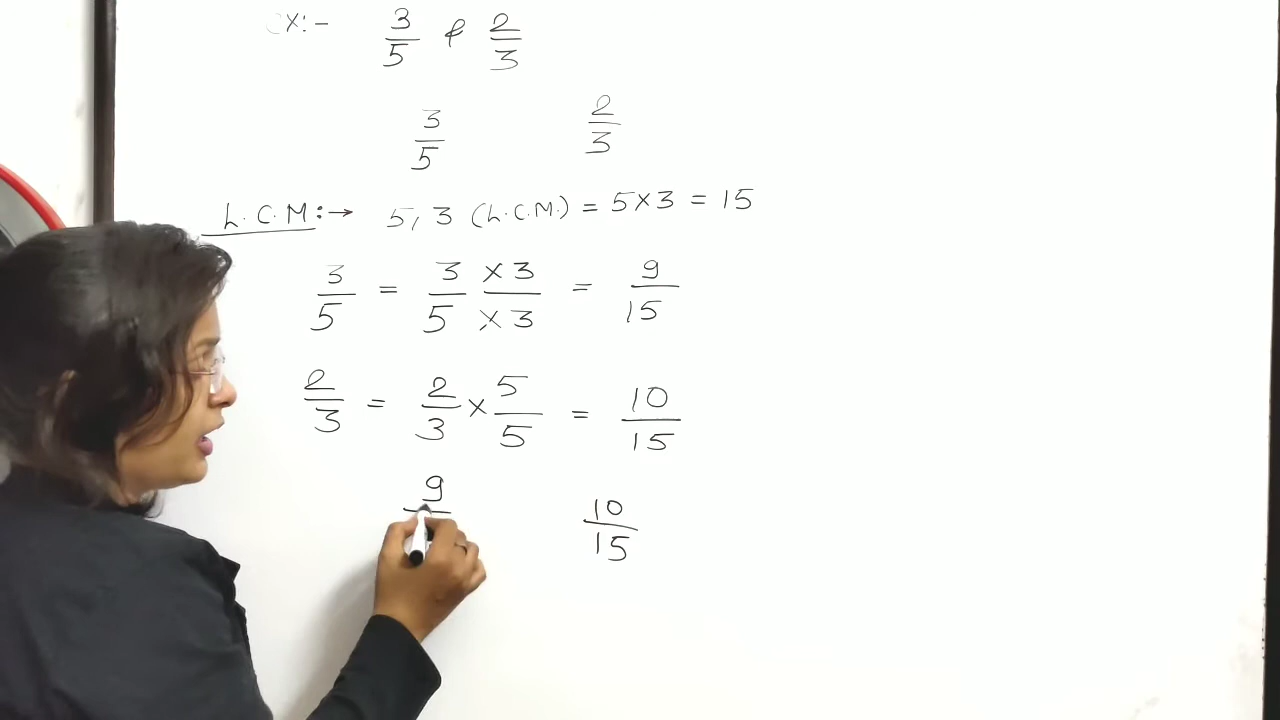 x:- 3/5 & 2/3
3/5 2/3
L.C.M:→ 5, 3 (L.C.M.) = 5×3 = 15
3/5 = 3/5 ×3/×3 = 9/15
2/3 = 2/3 × 5/5 = 10/15
9 10/15